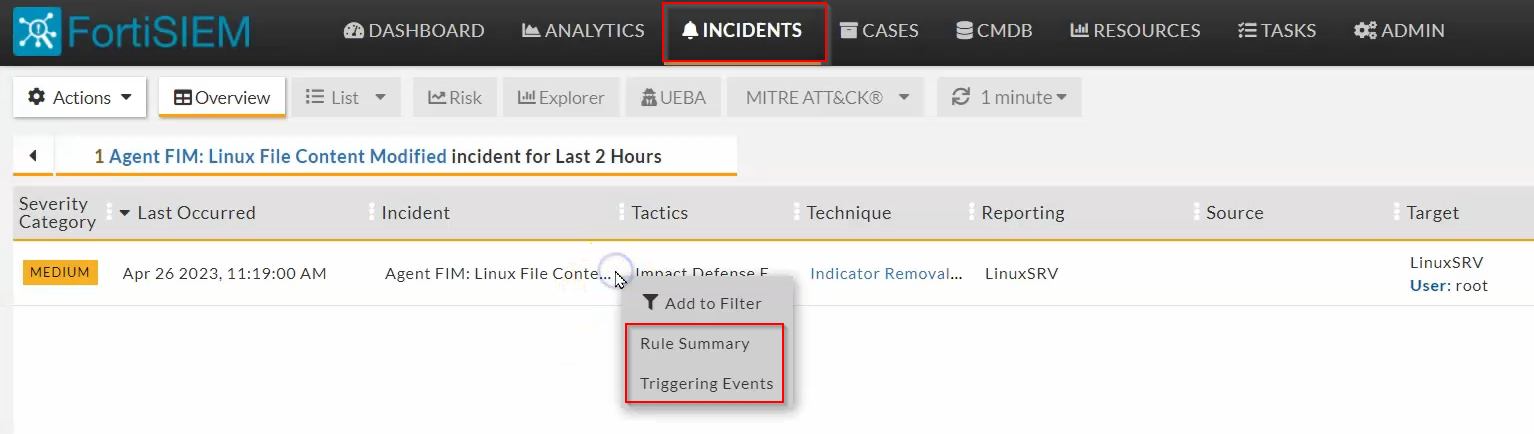 FortiSIEM DASHBOARD ANALYTICS INCIDENTS CASES CMDB RESOURCES TASKS ADMIN
Actions Overview List Risk Explorer UEBA MITRE ATT&CK® 1 minute
1 Agent FIM: Linux File Content Modified incident for Last 2 Hours
Severity Category Last Occurred Incident Tactics Technique Reporting Source Target
MEDIUM Apr 26 2023, 11:19:00 AM Agent FIM: Linux File Conte... Impact Defense E Indicator Removal... LinuxSRV LinuxSRV
User: root
Add to Filter
Rule Summary
Triggering Events